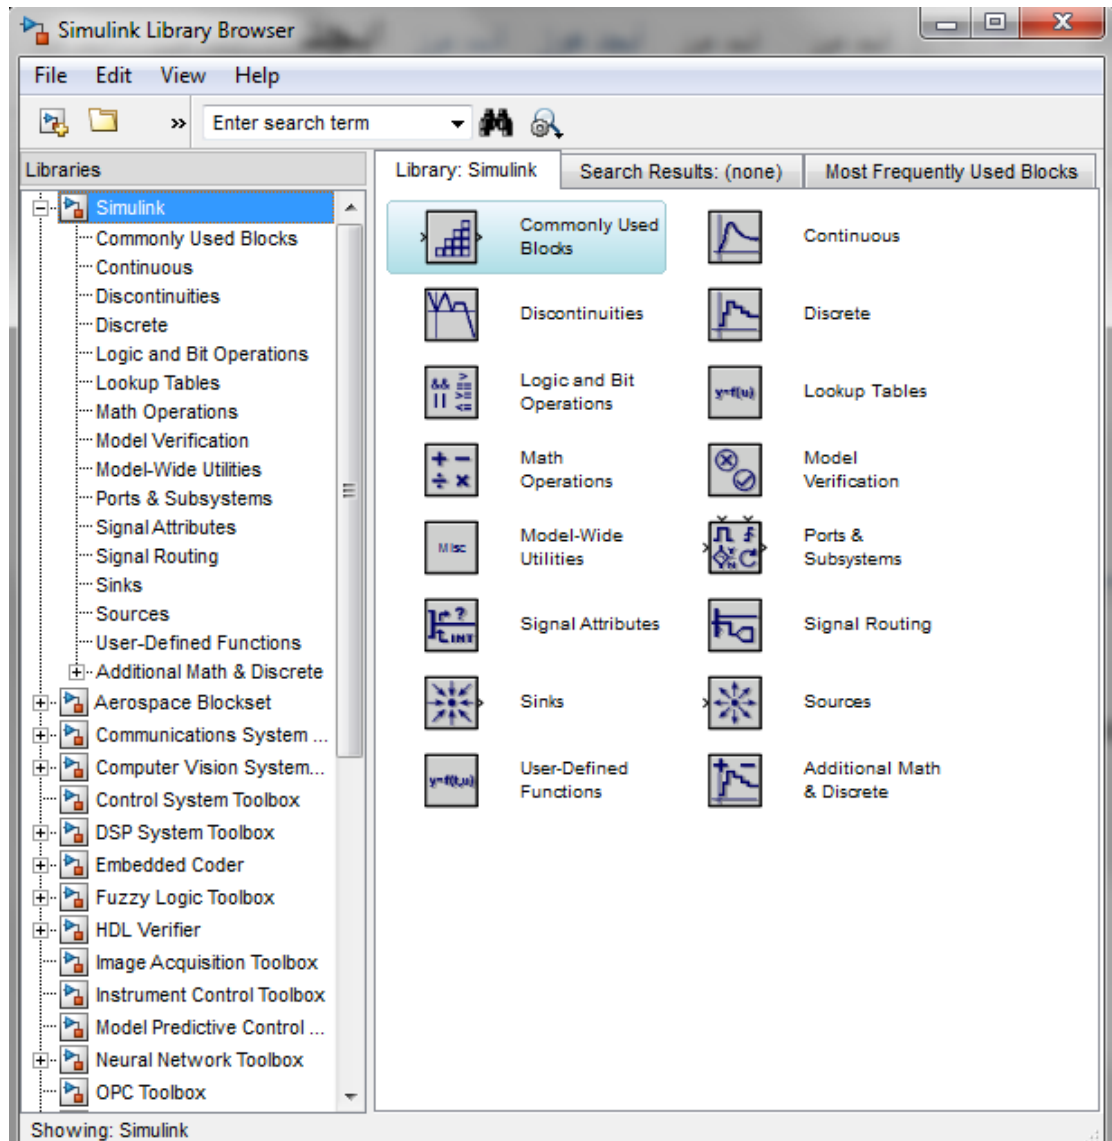 Simulink Library Browser
File Edit View Help
» Enter search term
Libraries
Simulink
Commonly Used Blocks
Continuous
Discontinuities
Discrete
Logic and Bit Operations
Lookup Tables
Math Operations
Model Verification
Model-Wide Utilities
Ports & Subsystems
Signal Attributes
Signal Routing
Sinks
Sources
User-Defined Functions
Additional Math & Discrete
Aerospace Blockset
Communications System ...
Computer Vision System...
Control System Toolbox
DSP System Toolbox
Embedded Coder
Fuzzy Logic Toolbox
HDL Verifier
Image Acquisition Toolbox
Instrument Control Toolbox
Model Predictive Control ...
Neural Network Toolbox
OPC Toolbox
Library: Simulink Search Results: (none) Most Frequently Used Blocks
Commonly Used
Blocks
Continuous
Discontinuities
Discrete
&& > == || >= <=
Logic and Bit
Operations
y=f(u)
Lookup Tables
+ − ÷ ×
Math
Operations
Model
Verification
Misc
Model-Wide
Utilities
Ports &
Subsystems
? INT
Signal Attributes
Signal Routing
Sinks
Sources
y=f(t,u)
User-Defined
Functions
Additional Math
& Discrete
Showing: Simulink